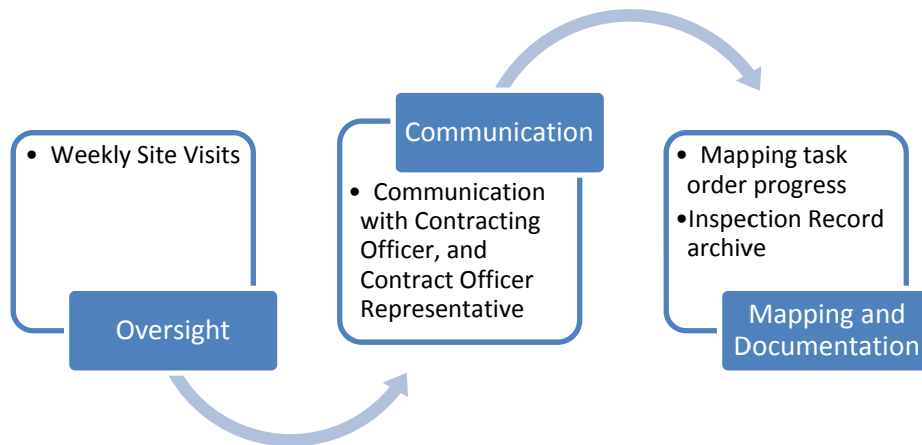 • Weekly Site Visits
Oversight
Communication
• Communication
with Contracting
Officer, and
Contract Officer
Representative
• Mapping task
order progress
•Inspection Record
archive
Mapping and
Documentation